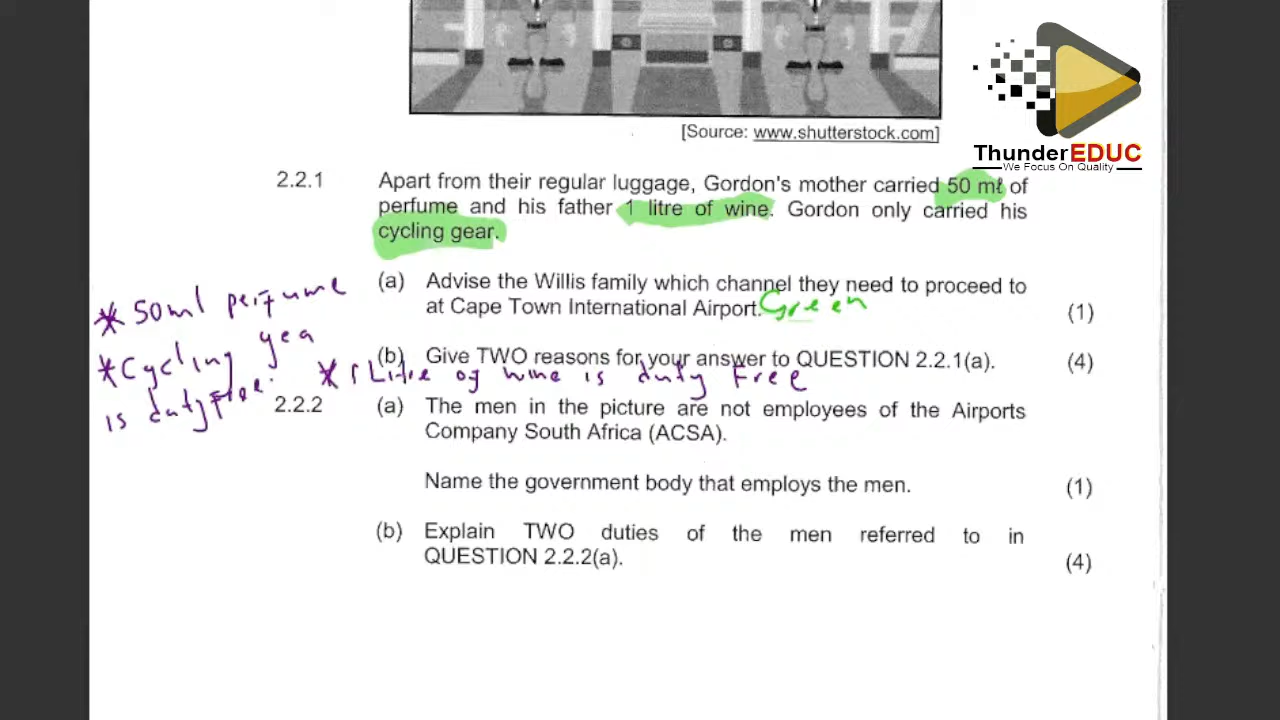 [Source: www.shutterstock.com]
ThunderEDUC
We Focus On Quality
2.2.1 Apart from their regular luggage, Gordon's mother carried 50 mℓ of
perfume and his father 1 litre of wine. Gordon only carried his
cycling gear.
(a) Advise the Willis family which channel they need to proceed to
at Cape Town International Airport. Green (1)
* 50ml perfume
(b) Give TWO reasons for your answer to QUESTION 2.2.1(a). (4)
* Cycling gea
is duty Free.
* 1 Litre of wine is duty Free
2.2.2 (a) The men in the picture are not employees of the Airports
Company South Africa (ACSA).
Name the government body that employs the men. (1)
(b) Explain TWO duties of the men referred to in
QUESTION 2.2.2(a). (4)